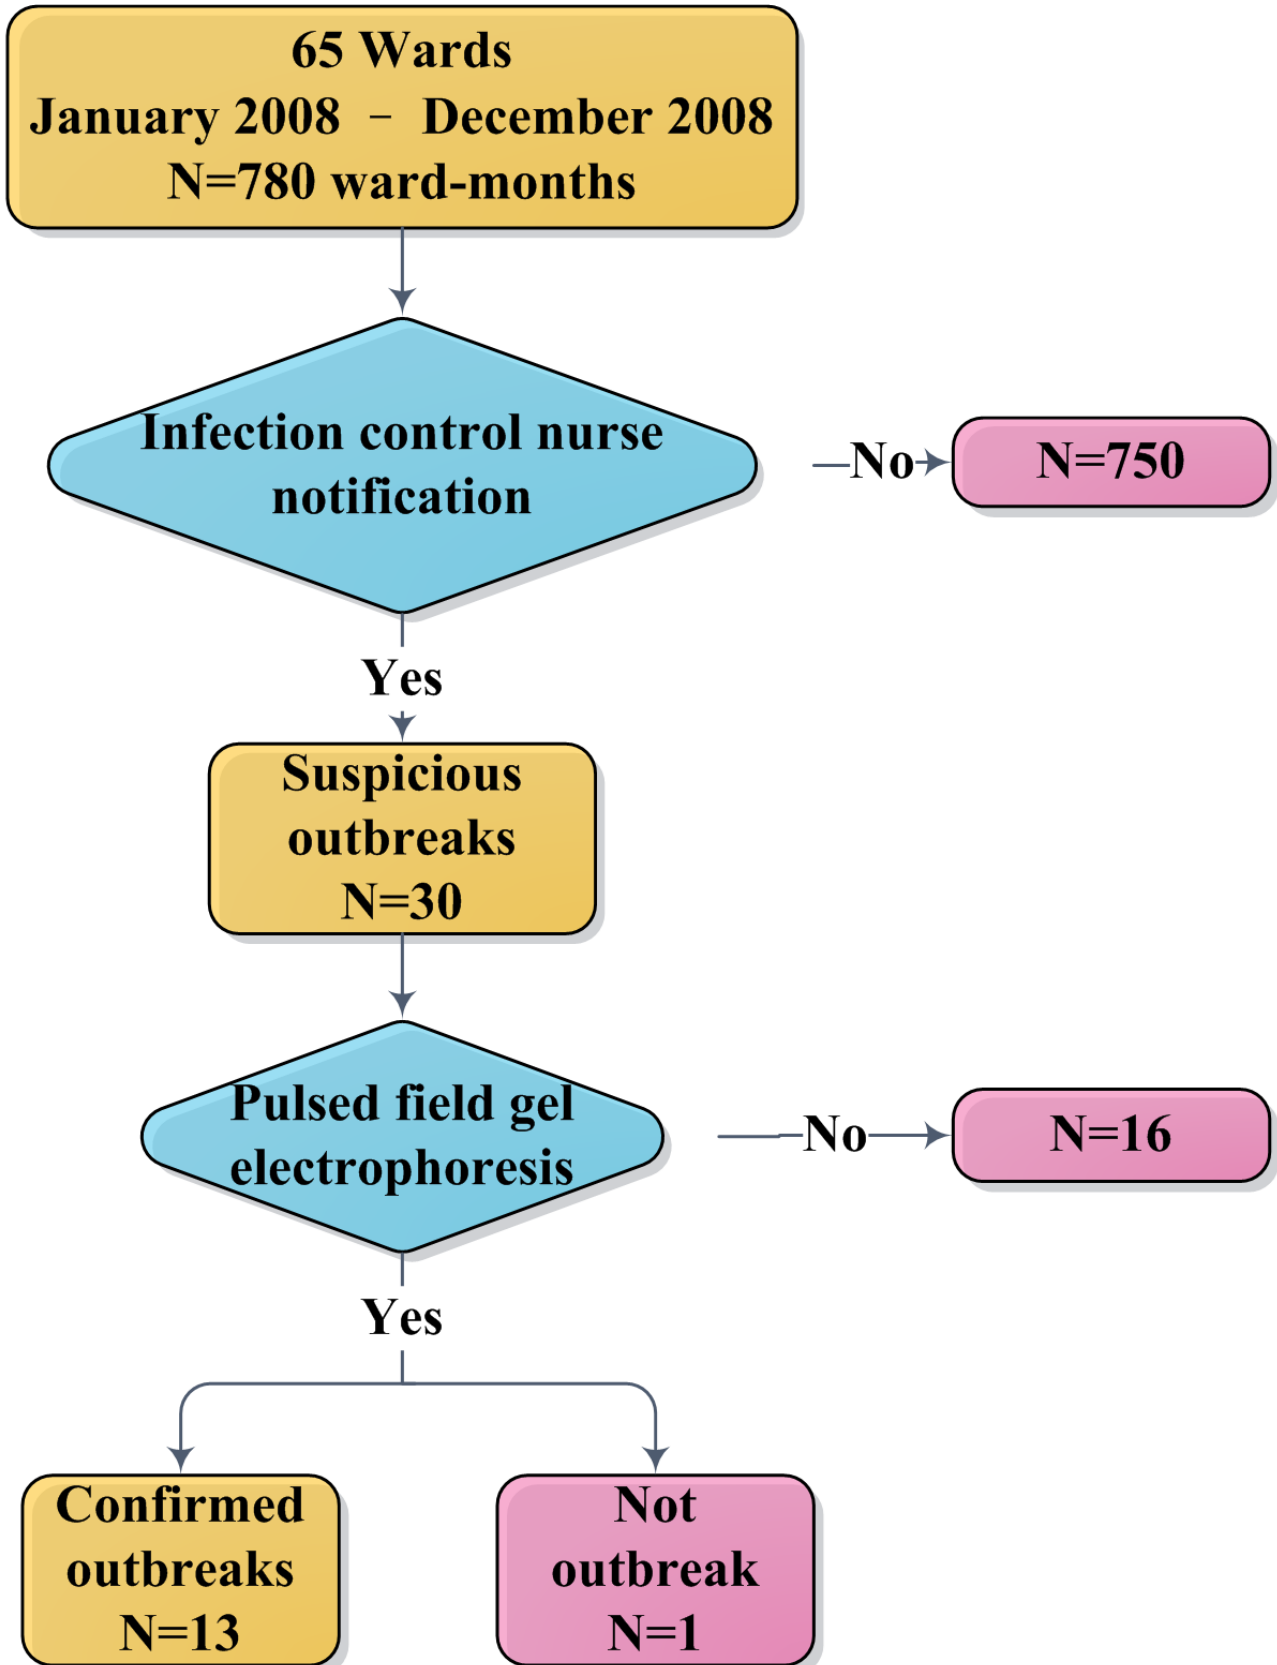 65 Wards
January 2008 – December 2008
N=780 ward-months
Infection control nurse
notification
No
N=750
Yes
Suspicious
outbreaks
N=30
Pulsed field gel
electrophoresis
No
N=16
Yes
Confirmed
outbreaks
N=13
Not
outbreak
N=1